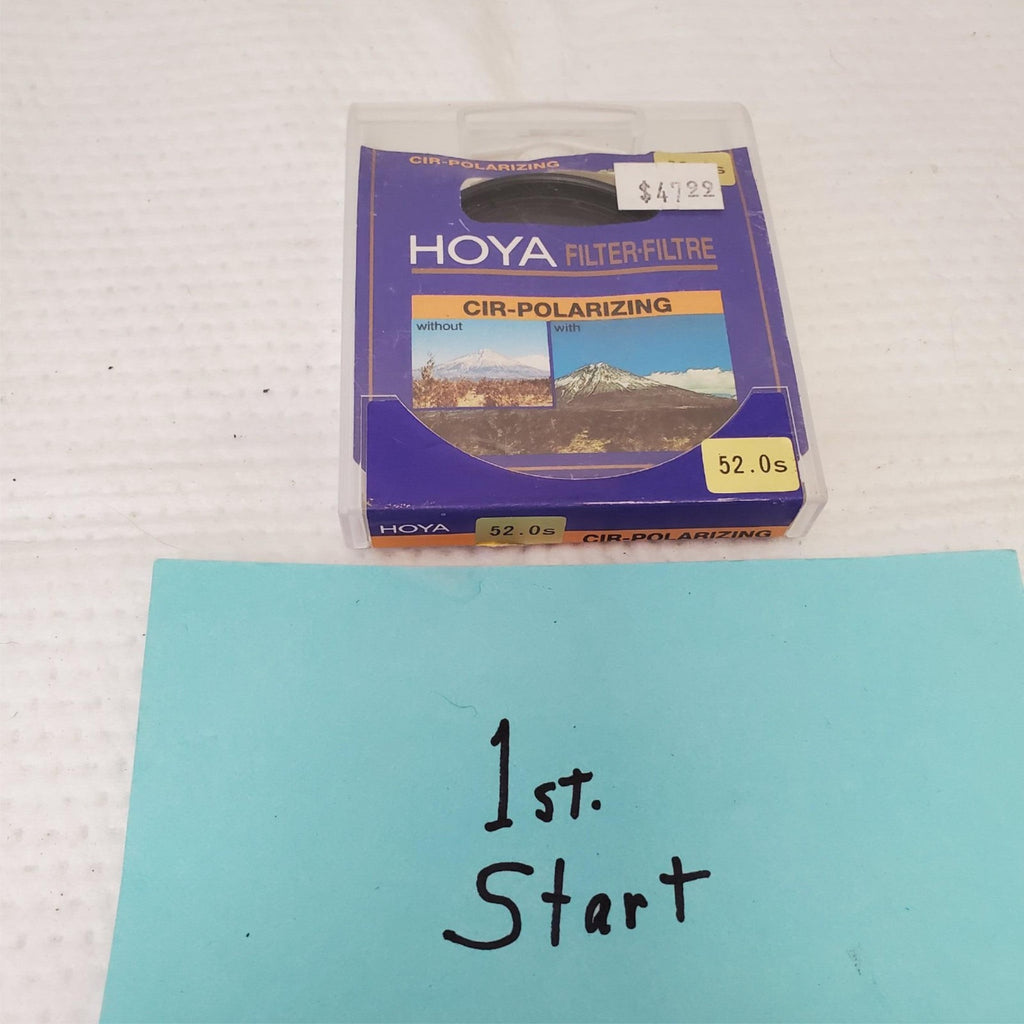 CIR-POLARIZING
$4722
HOYA FILTER·FILTRE
CIR-POLARIZING
without with
52.0s
HOYA 52.0s CIR-POLARIZING
1st.
Start